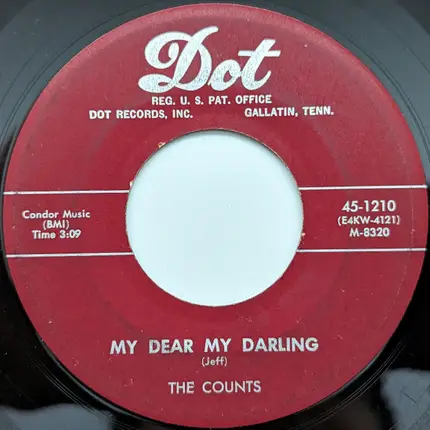 Dot
REG. U. S. PAT. OFFICE
DOT RECORDS, INC. GALLATIN, TENN.
Condor Music
(BMI)
Time 3:09
45-1210
(E4KW-4121)
M-8320
MY DEAR MY DARLING
(Jeff)
THE COUNTS